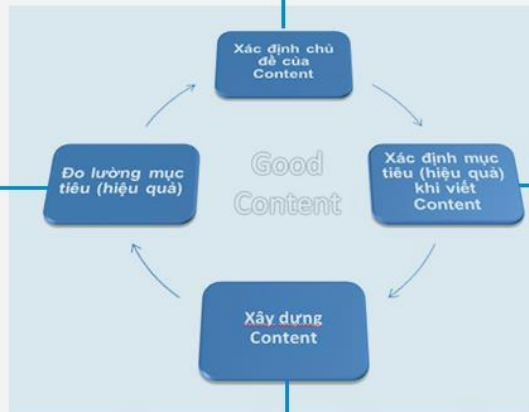 Xác định chủ
đề của
Content
Xác định mục
tiêu (hiệu quả)
khi viết
Content
Good
Content
Đo lường mục
tiêu (hiệu quả)
Xây dựng
Content